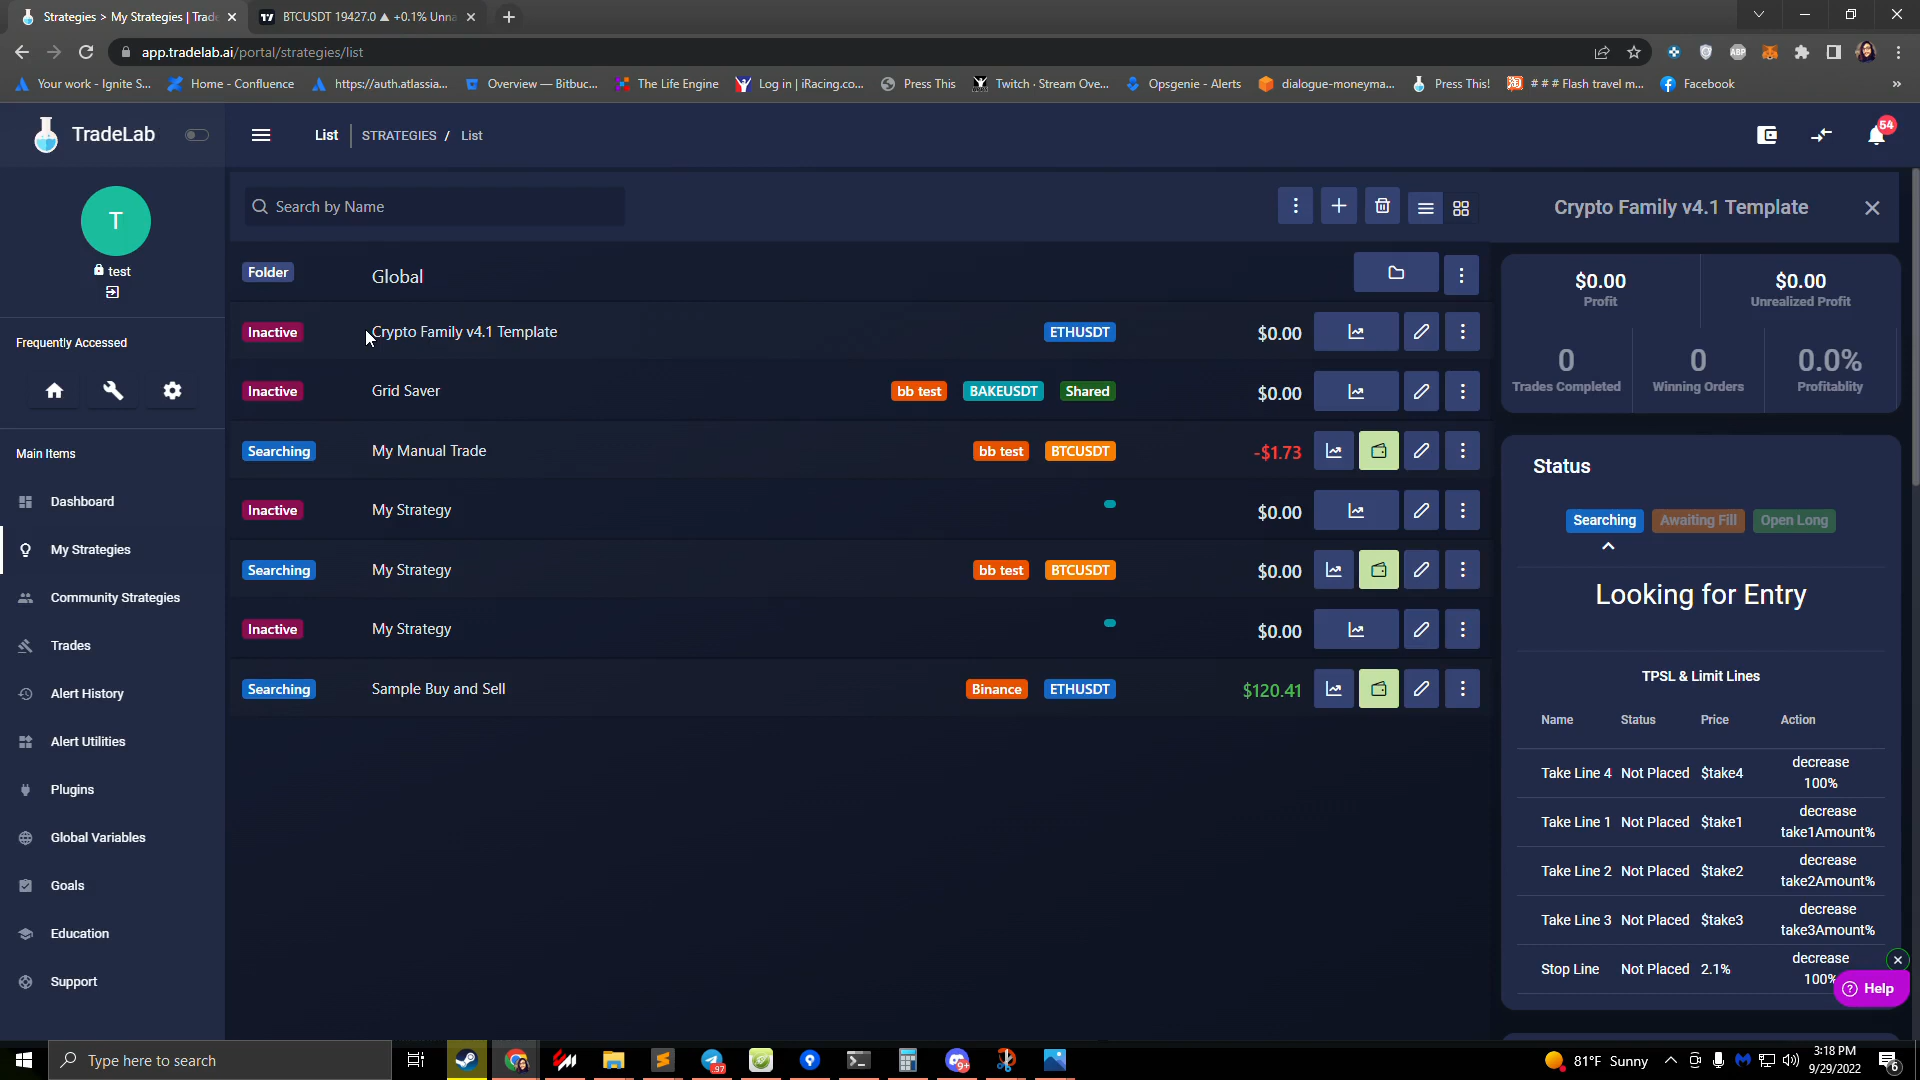 Strategies > My Strategies | Trad
BTCUSDT 19427.0 ▲ +0.1% Unna
app.tradelab.ai/portal/strategies/list
Your work - Ignite S...
Home - Confluence
https://auth.atlassia...
Overview — Bitbuc...
The Life Engine
Log in | iRacing.co...
Press This
Twitch - Stream Ove...
Opsgenie - Alerts
dialogue-moneyma...
Press This!
# # # Flash travel m...
Facebook
»
TradeLab
List
STRATEGIES / List
54
T
test
Frequently Accessed
Main Items
Dashboard
My Strategies
Community Strategies
Trades
Alert History
Alert Utilities
Plugins
Global Variables
Goals
Education
Support
Search by Name
Folder
Global
Inactive
Crypto Family v4.1 Template
ETHUSDT
$0.00
Inactive
Grid Saver
bb test
BAKEUSDT
Shared
$0.00
Searching
My Manual Trade
bb test
BTCUSDT
-$1.73
Inactive
My Strategy
$0.00
Searching
My Strategy
bb test
BTCUSDT
$0.00
Inactive
My Strategy
$0.00
Searching
Sample Buy and Sell
Binance
ETHUSDT
$120.41
Crypto Family v4.1 Template
$0.00
Profit
$0.00
Unrealized Profit
0
Trades Completed
0
Winning Orders
0.0%
Profitablity
Status
Searching
Awaiting Fill
Open Long
Looking for Entry
TPSL & Limit Lines
Name Status Price Action
Take Line 4 Not Placed $take4 decrease
100%
Take Line 1 Not Placed $take1 decrease
take1Amount%
Take Line 2 Not Placed $take2 decrease
take2Amount%
Take Line 3 Not Placed $take3 decrease
take3Amount%
Stop Line Not Placed 2.1% decrease
100%
Help
Type here to search
97
9+
81°F Sunny
3:18 PM
9/29/2022
6